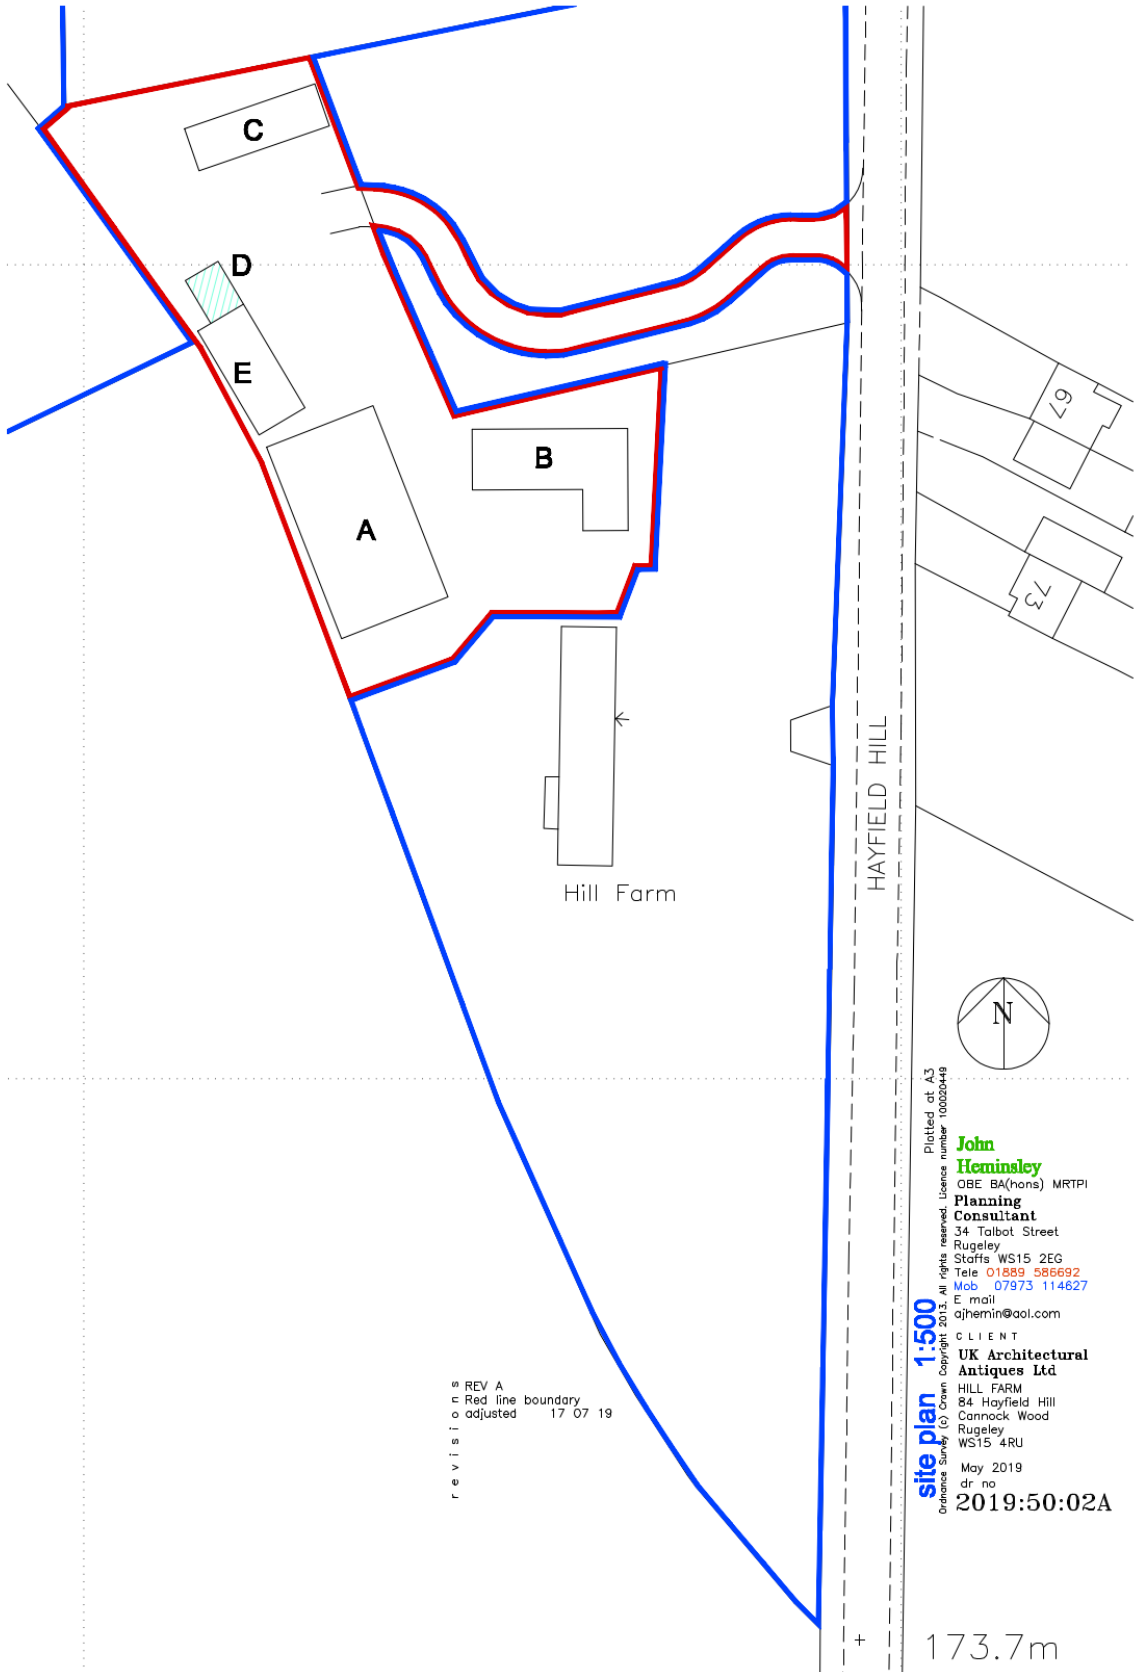 C
D
E
B
A
67
73
HAYFIELD HILL
Hill Farm
N
Plotted at A3
Ordnance Survey (c) Crown Copyright 2013. All rights reserved. Licence number 100020449
site plan 1:500
John
Heminsley
OBE BA(hons) MRTPI
Planning
Consultant
34 Talbot Street
Rugeley
Staffs WS15 2EG
Tele 01889 586692
Mob 07973 114627
E mail
ajhemin@aol.com
CLIENT
UK Architectural
Antiques Ltd
HILL FARM
84 Hayfield Hill
Cannock Wood
Rugeley
WS15 4RU
May 2019
dr no
2019:50:02A
revisions
REV A
Red line boundary
adjusted 17 07 19
173.7m